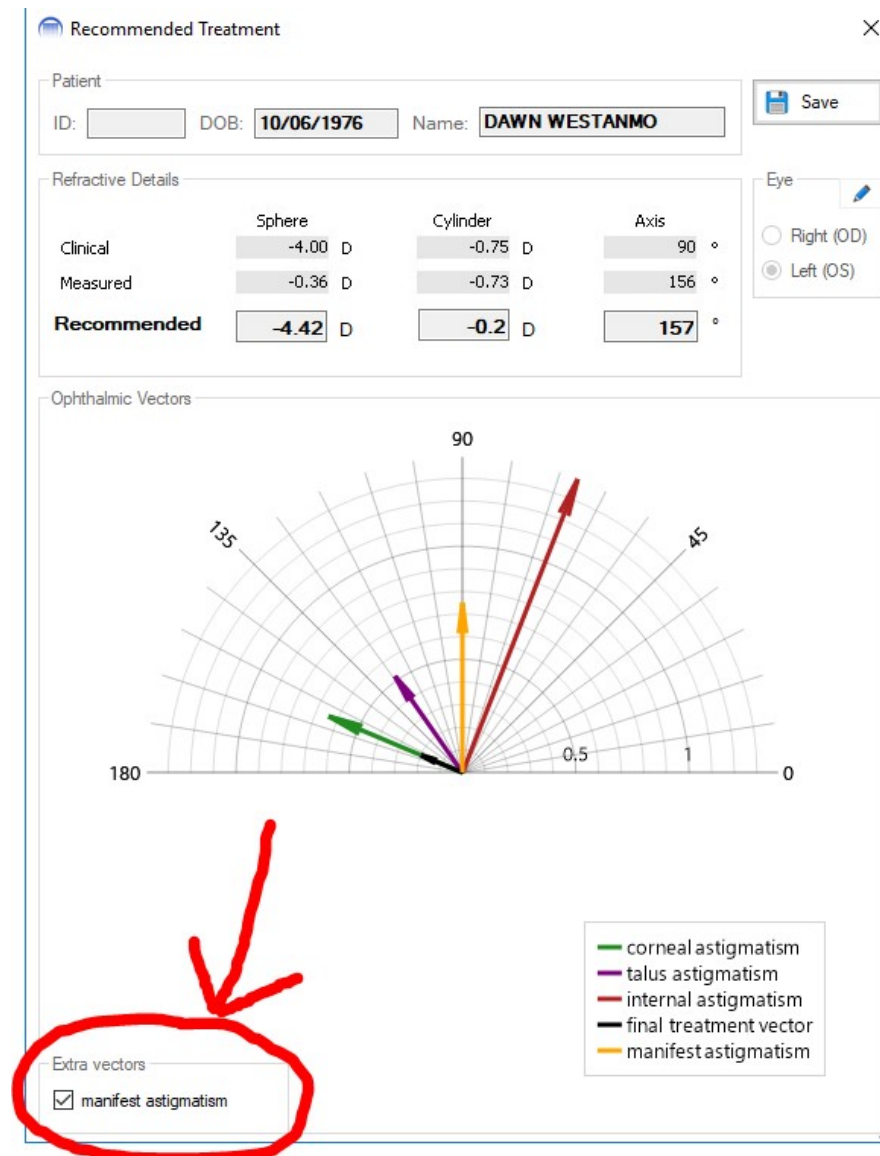 Recommended Treatment
Patient
ID: DOB: 10/06/1976 Name: DAWN WESTANMO
Save
Refractive Details
Eye
Sphere Cylinder Axis
Clinical -4.00 D -0.75 D 90 °
Right (OD)
Measured -0.36 D -0.73 D 156 °
Left (OS)
Recommended -4.42 D -0.2 D 157 °
Ophthalmic Vectors
90
135
45
0.5
1
180
0
corneal astigmatism
talus astigmatism
internal astigmatism
final treatment vector
manifest astigmatism
Extra vectors
manifest astigmatism